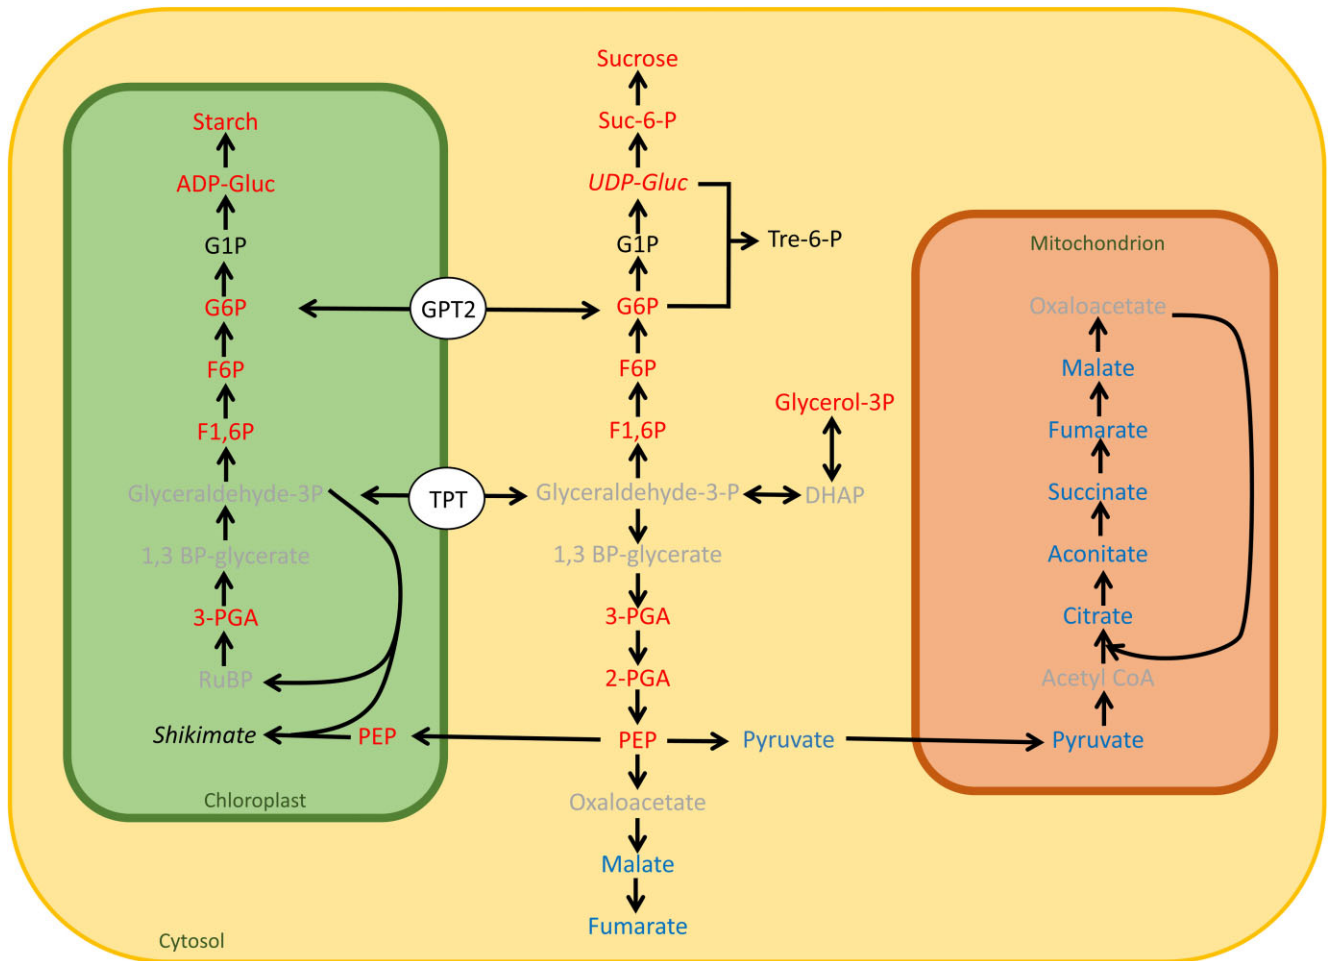 Sucrose
Suc-6-P
UDP-Gluc
G1P
G6P
F6P
F1,6P
Glyceraldehyde-3-P
1,3 BP-glycerate
3-PGA
2-PGA
PEP
Oxaloacetate
Malate
Fumarate
Tre-6-P
Glycerol-3P
DHAP
Pyruvate
Starch
ADP-Gluc
G1P
G6P
F6P
F1,6P
Glyceraldehyde-3P
1,3 BP-glycerate
3-PGA
RuBP
Shikimate
PEP
Chloroplast
GPT2
TPT
Mitochondrion
Oxaloacetate
Malate
Fumarate
Succinate
Aconitate
Citrate
Acetyl CoA
Pyruvate
Cytosol